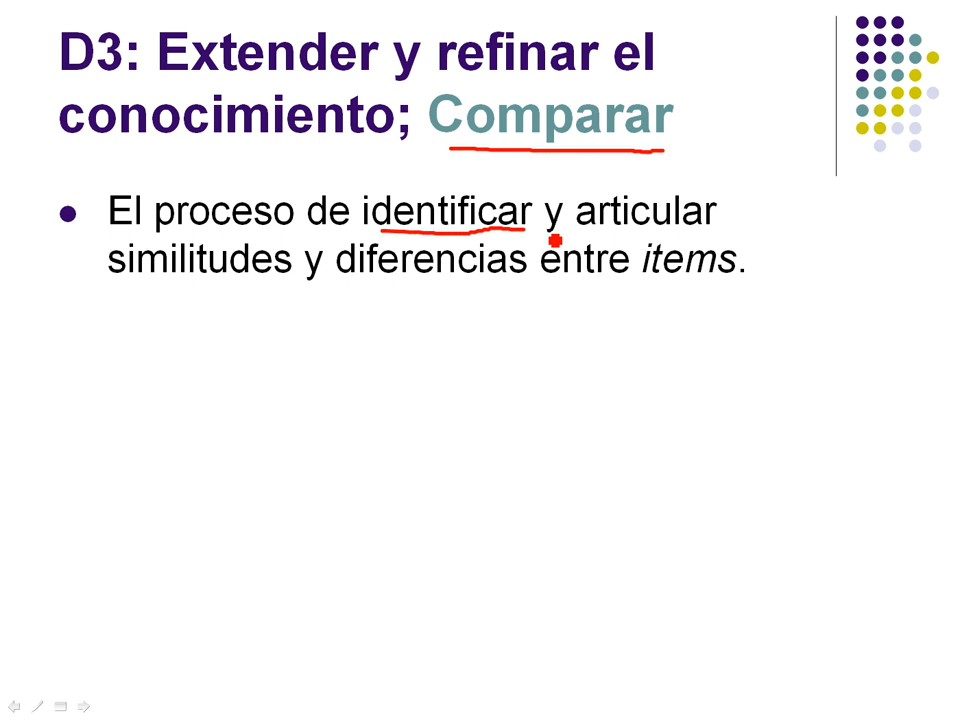 D3: Extender y refinar el
conocimiento; Comparar
El proceso de identificar y articular
similitudes y diferencias entre items.